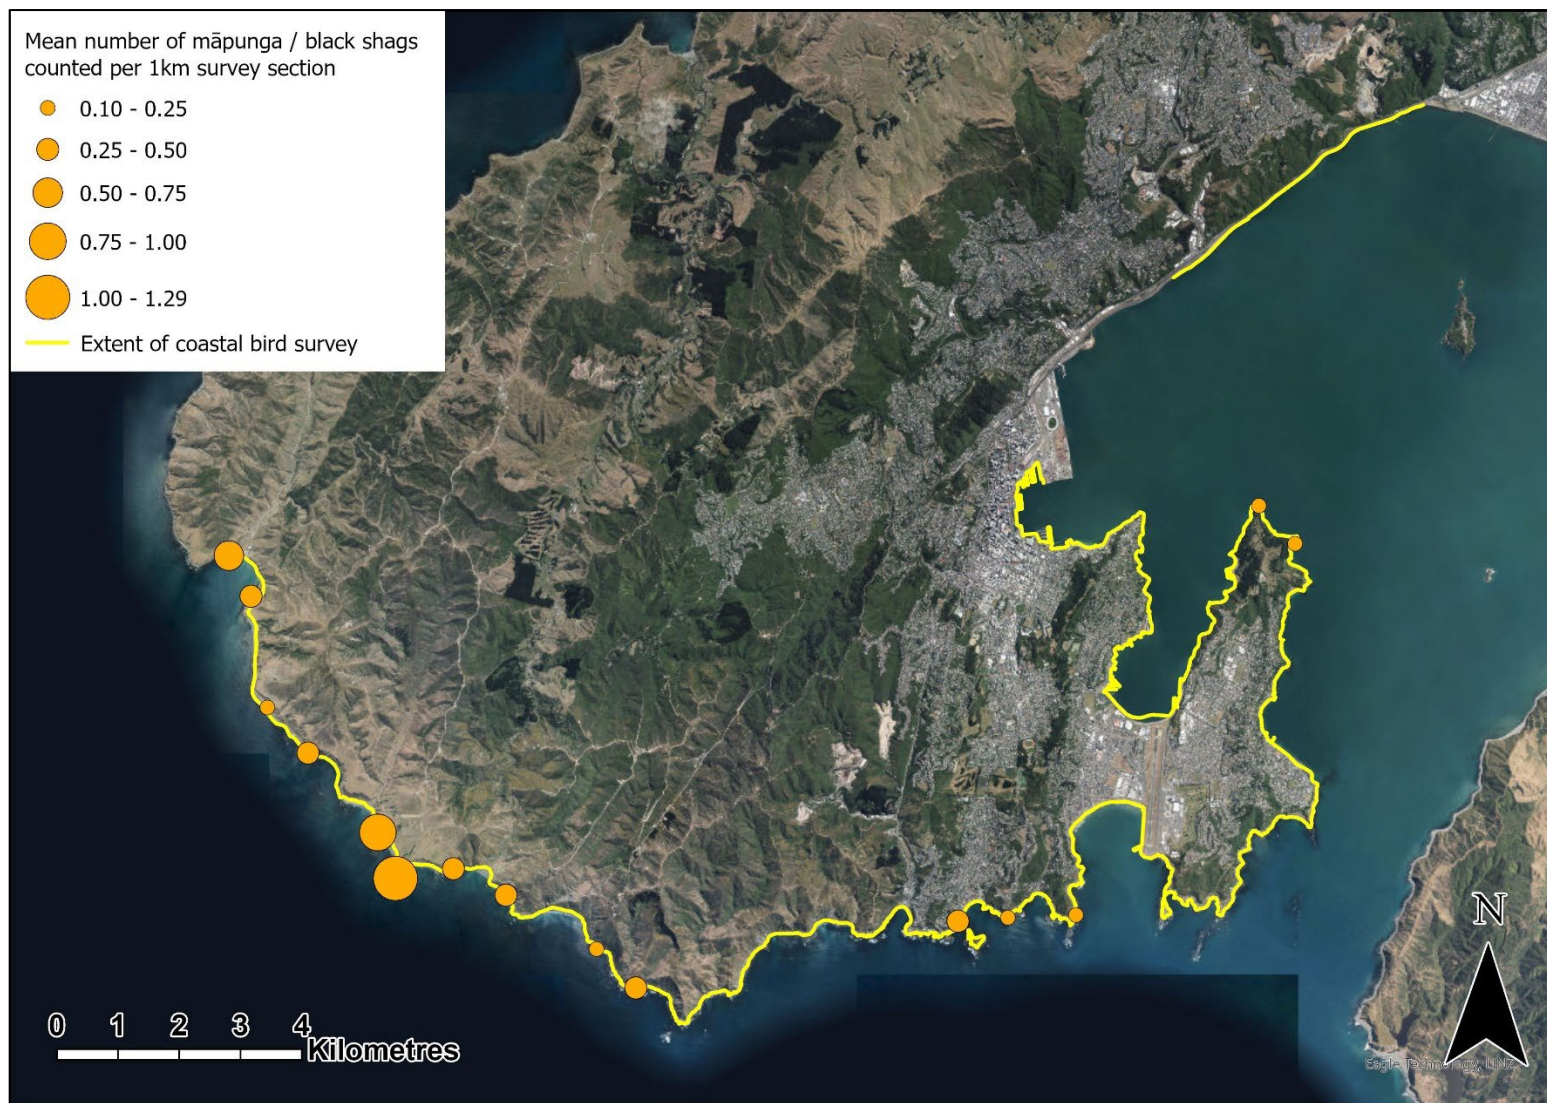 Mean number of māpunga / black shags
counted per 1km survey section
0.10 - 0.25
0.25 - 0.50
0.50 - 0.75
0.75 - 1.00
1.00 - 1.29
Extent of coastal bird survey
N
0 1 2 3 4
Kilometres
Eagle Technology, LINZ